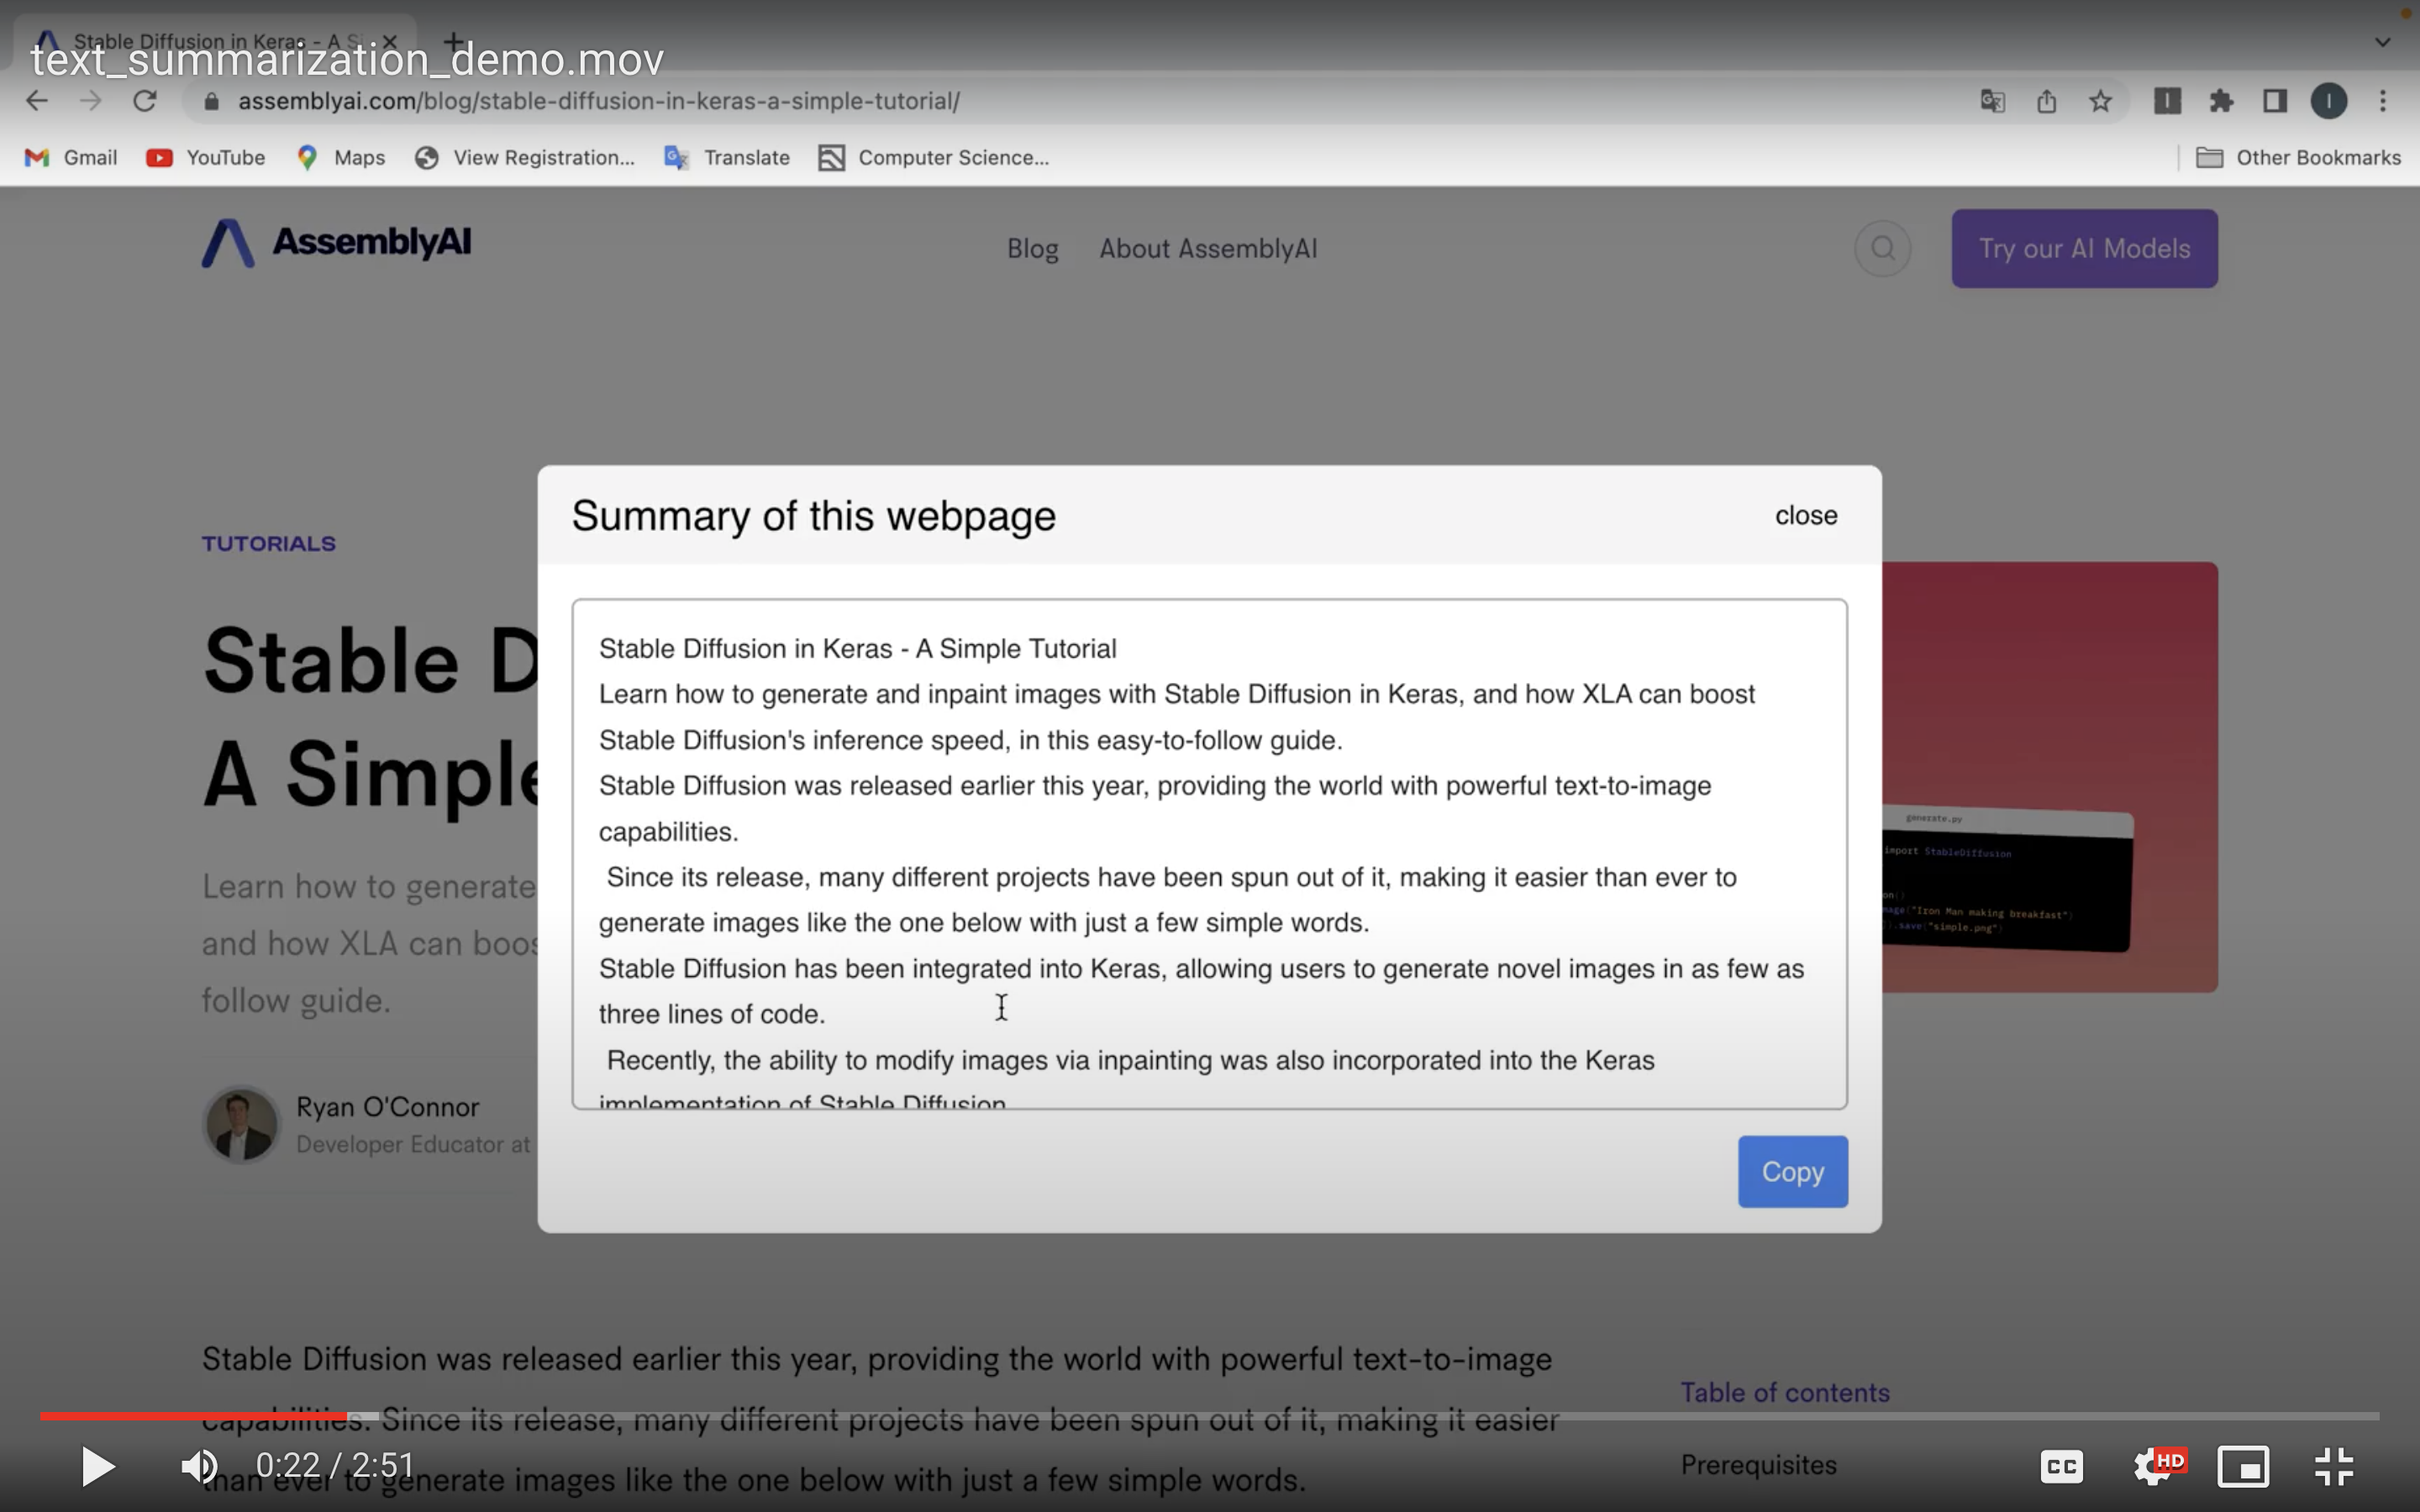 Stable Diffusion in Keras - A Si
text_summarization_demo.mov
assemblyai.com/blog/stable-diffusion-in-keras-a-simple-tutorial/
Gmail YouTube Maps View Registration... Translate Computer Science... Other Bookmarks
AssemblyAI Blog About AssemblyAI Try our AI Models
Summary of this webpage close
TUTORIALS
Stable D
A Simple
Learn how to generate
and how XLA can boos
follow guide.
Ryan O'Connor
Developer Educator at
Stable Diffusion in Keras - A Simple Tutorial
Learn how to generate and inpaint images with Stable Diffusion in Keras, and how XLA can boost
Stable Diffusion's inference speed, in this easy-to-follow guide.
Stable Diffusion was released earlier this year, providing the world with powerful text-to-image
capabilities.
Since its release, many different projects have been spun out of it, making it easier than ever to
generate images like the one below with just a few simple words.
Stable Diffusion has been integrated into Keras, allowing users to generate novel images in as few as
three lines of code.
Recently, the ability to modify images via inpainting was also incorporated into the Keras
implementation of Stable Diffusion
Copy
generate.py
import StableDiffusion
on()
mage("Iron Man making breakfast")
).save("simple.png")
Stable Diffusion was released earlier this year, providing the world with powerful text-to-image
capabilities. Since its release, many different projects have been spun out of it, making it easier
than ever to generate images like the one below with just a few simple words.
Table of contents
Prerequisites
0:22 / 2:51
CC HD